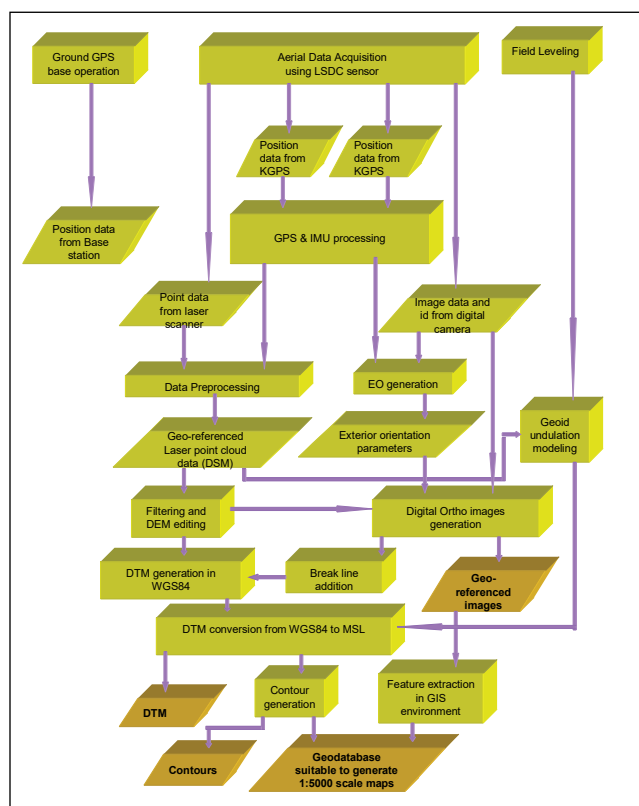 Ground GPS
base operation
Aerial Data Acquisition
using LSDC sensor
Field Leveling
Position
data from
KGPS
Position
data from
KGPS
Position data
from Base
station
GPS & IMU processing
Point data
from laser
scanner
Image data and
id from digital
camera
Data Preprocessing
EO generation
Geo-referenced
Laser point cloud
data (DSM)
Exterior orientation
parameters
Geoid
undulation
modeling
Filtering and
DEM editing
Digital Ortho images
generation
DTM generation in
WGS84
Break line
addition
Geo-
referenced
images
DTM conversion from WGS84 to MSL
DTM
Contour
generation
Feature extraction
in GIS
environment
Contours
Geodatabase
suitable to generate
1:5000 scale maps